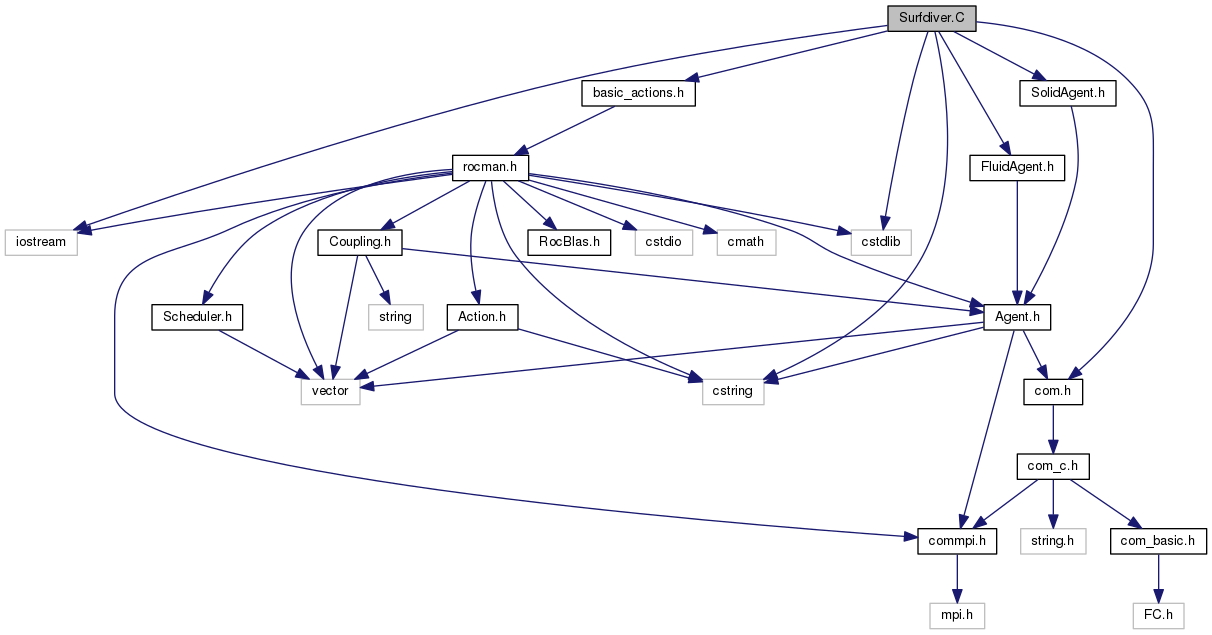 Surfdiver.C
basic_actions.h
SolidAgent.h
rocman.h
FluidAgent.h
iostream
Coupling.h
RocBlas.h
cstdio
cmath
cstdlib
Scheduler.h
string
Action.h
Agent.h
vector
cstring
com.h
com_c.h
commpi.h
string.h
com_basic.h
mpi.h
FC.h